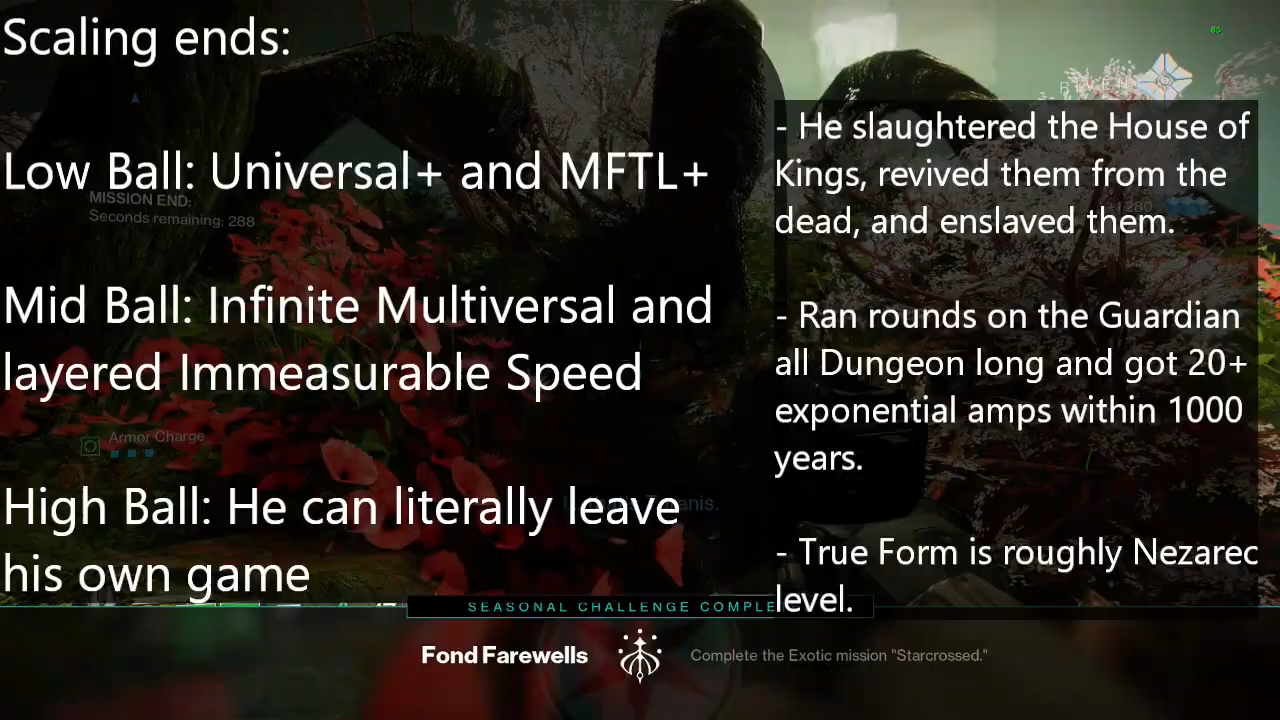 Scaling ends:
Low Ball: Universal+ and MFTL+
MISSION END:
Seconds remaining: 288
Mid Ball: Infinite Multiversal and
layered Immeasurable Speed
Armor Charge
High Ball: He can literally leave
his own game
85
RIVEN
- He slaughtered the House of
Kings, revived them from the
dead, and enslaved them.
- Ran rounds on the Guardian
all Dungeon long and got 20+
exponential amps within 1000
years.
- True Form is roughly Nezarec
level.
SEASONAL CHALLENGE COMPLE
Fond Farewells
Complete the Exotic mission "Starcrossed."